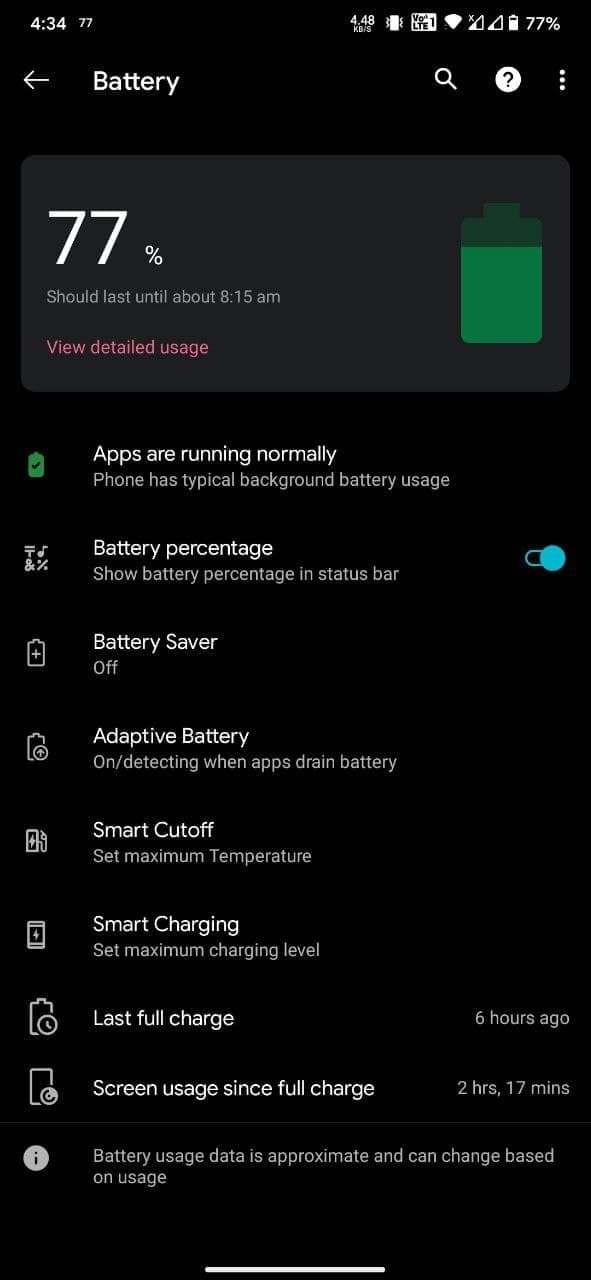 4:34 77 4.48 KB/S Vo LTE 1 77%
Battery
77 %
Should last until about 8:15 am
View detailed usage
Apps are running normally
Phone has typical background battery usage
Battery percentage
Show battery percentage in status bar
Battery Saver
Off
Adaptive Battery
On/detecting when apps drain battery
Smart Cutoff
Set maximum Temperature
Smart Charging
Set maximum charging level
Last full charge 6 hours ago
Screen usage since full charge 2 hrs, 17 mins
Battery usage data is approximate and can change based
on usage